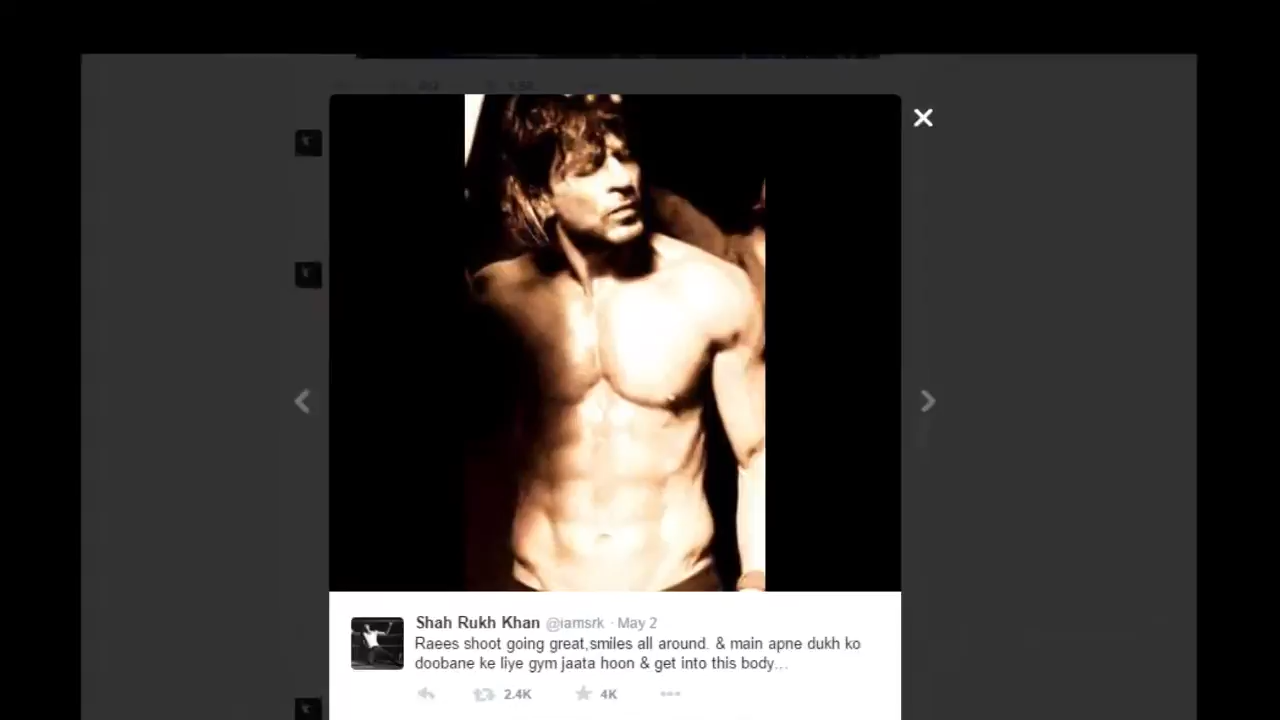 Shah Rukh Khan @iamsrk · May 2
Raees shoot going great,smiles all around. & main apne dukh ko
doobane ke liye gym jaata hoon & get into this body...
2.4K 4K